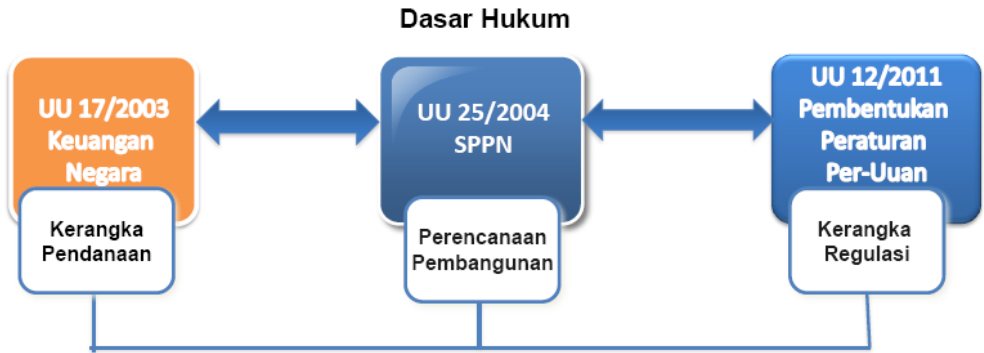 Dasar Hukum
UU 17/2003
Keuangan
Negara
Kerangka
Pendanaan
UU 25/2004
SPPN
Perencanaan
Pembangunan
UU 12/2011
Pembentukan
Peraturan
Per-Uuan
Kerangka
Regulasi